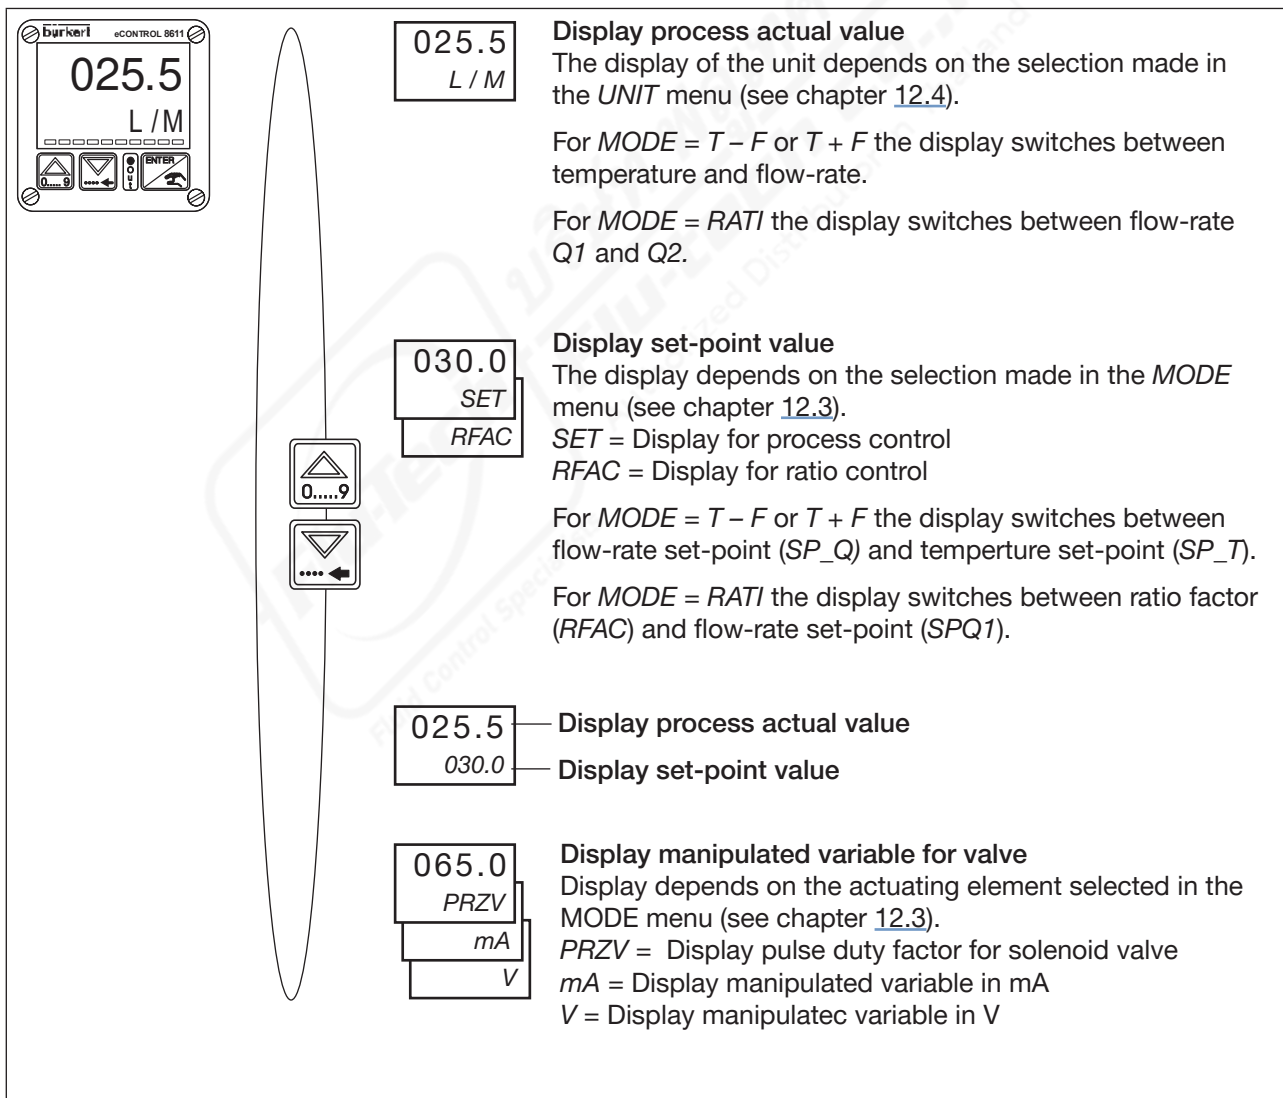 bürkert eCONTROL 8611
025.5
L / M
0.....9
ENTER
Out
025.5
L / M
Display process actual value
The display of the unit depends on the selection made in
the UNIT menu (see chapter 12.4).
For MODE = T – F or T + F the display switches between
temperature and flow-rate.
For MODE = RATI the display switches between flow-rate
Q1 and Q2.
030.0
SET
RFAC
Display set-point value
The display depends on the selection made in the MODE
menu (see chapter 12.3).
SET = Display for process control
RFAC = Display for ratio control
0.....9
For MODE = T – F or T + F the display switches between
flow-rate set-point (SP_Q) and temperture set-point (SP_T).
For MODE = RATI the display switches between ratio factor
(RFAC) and flow-rate set-point (SPQ1).
025.5
Display process actual value
030.0
Display set-point value
065.0
PRZV
mA
V
Display manipulated variable for valve
Display depends on the actuating element selected in the
MODE menu (see chapter 12.3).
PRZV = Display pulse duty factor for solenoid valve
mA = Display manipulated variable in mA
V = Display manipulatec variable in V
Fluid Control Specialist